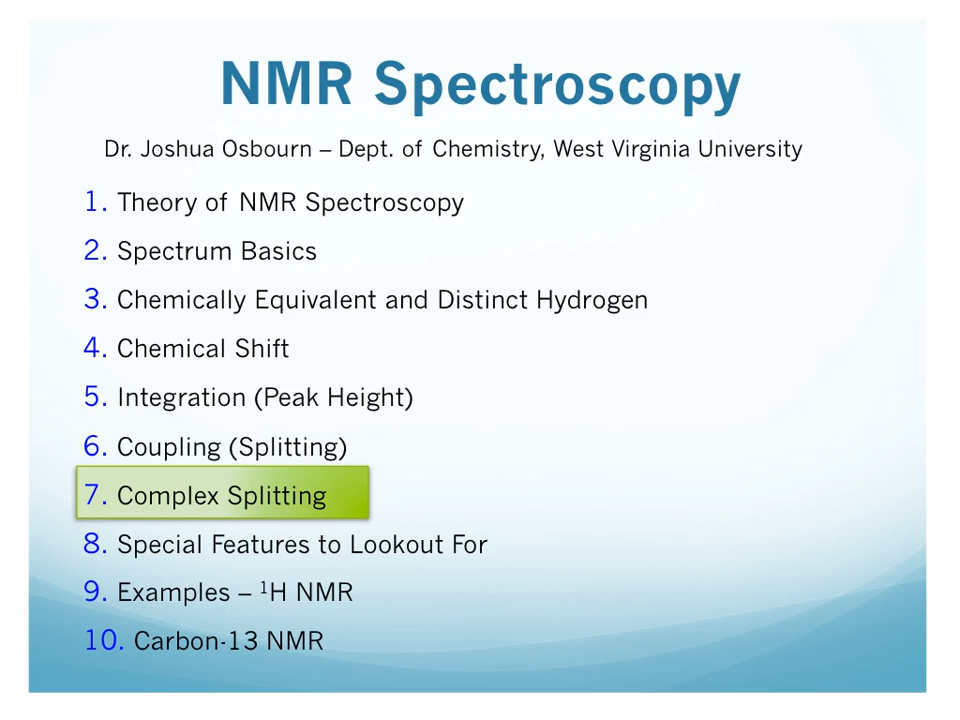 NMR Spectroscopy
Dr. Joshua Osbourn – Dept. of Chemistry, West Virginia University
1. Theory of NMR Spectroscopy
2. Spectrum Basics
3. Chemically Equivalent and Distinct Hydrogen
4. Chemical Shift
5. Integration (Peak Height)
6. Coupling (Splitting)
7. Complex Splitting
8. Special Features to Lookout For
9. Examples – ¹H NMR
10. Carbon-13 NMR